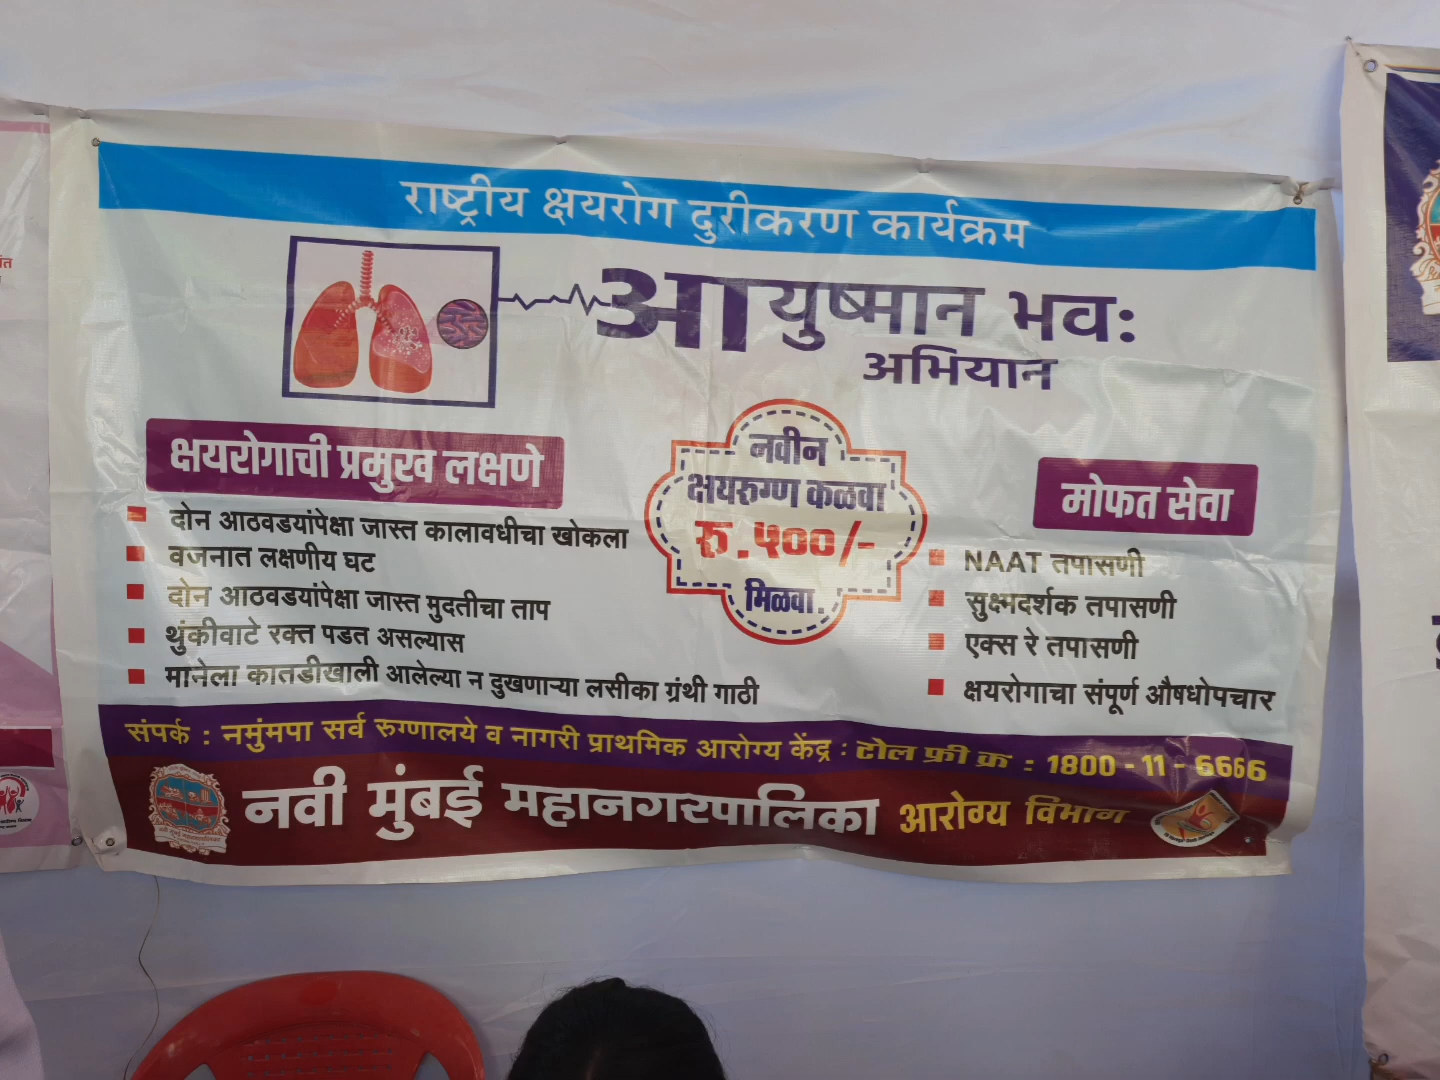 राष्ट्रीय क्षयरोग दुरीकरण कार्यक्रम
आयुष्मान भवः
अभियान
क्षयरोगाची प्रमुख लक्षणे
दोन आठवडयांपेक्षा जास्त कालावधीचा खोकला
वजनात लक्षणीय घट
दोन आठवडयांपेक्षा जास्त मुदतीचा ताप
थुंकीवाटे रक्त पडत असल्यास
मानेला कातडीखाली आलेल्या न दुखणाऱ्या लसीका ग्रंथी गाठी
नवीन
क्षयरुग्ण कळवा
रु.५००/-
मिळवा.
मोफत सेवा
NAAT तपासणी
सुक्ष्मदर्शक तपासणी
एक्स रे तपासणी
क्षयरोगाचा संपूर्ण औषधोपचार
संपर्क : नमुंमपा सर्व रुग्णालये व नागरी प्राथमिक आरोग्य केंद्र : टोल फ्री क्र : 1800 - 11 - 6666
नवी मुंबई महानगरपालिका आरोग्य विभाग